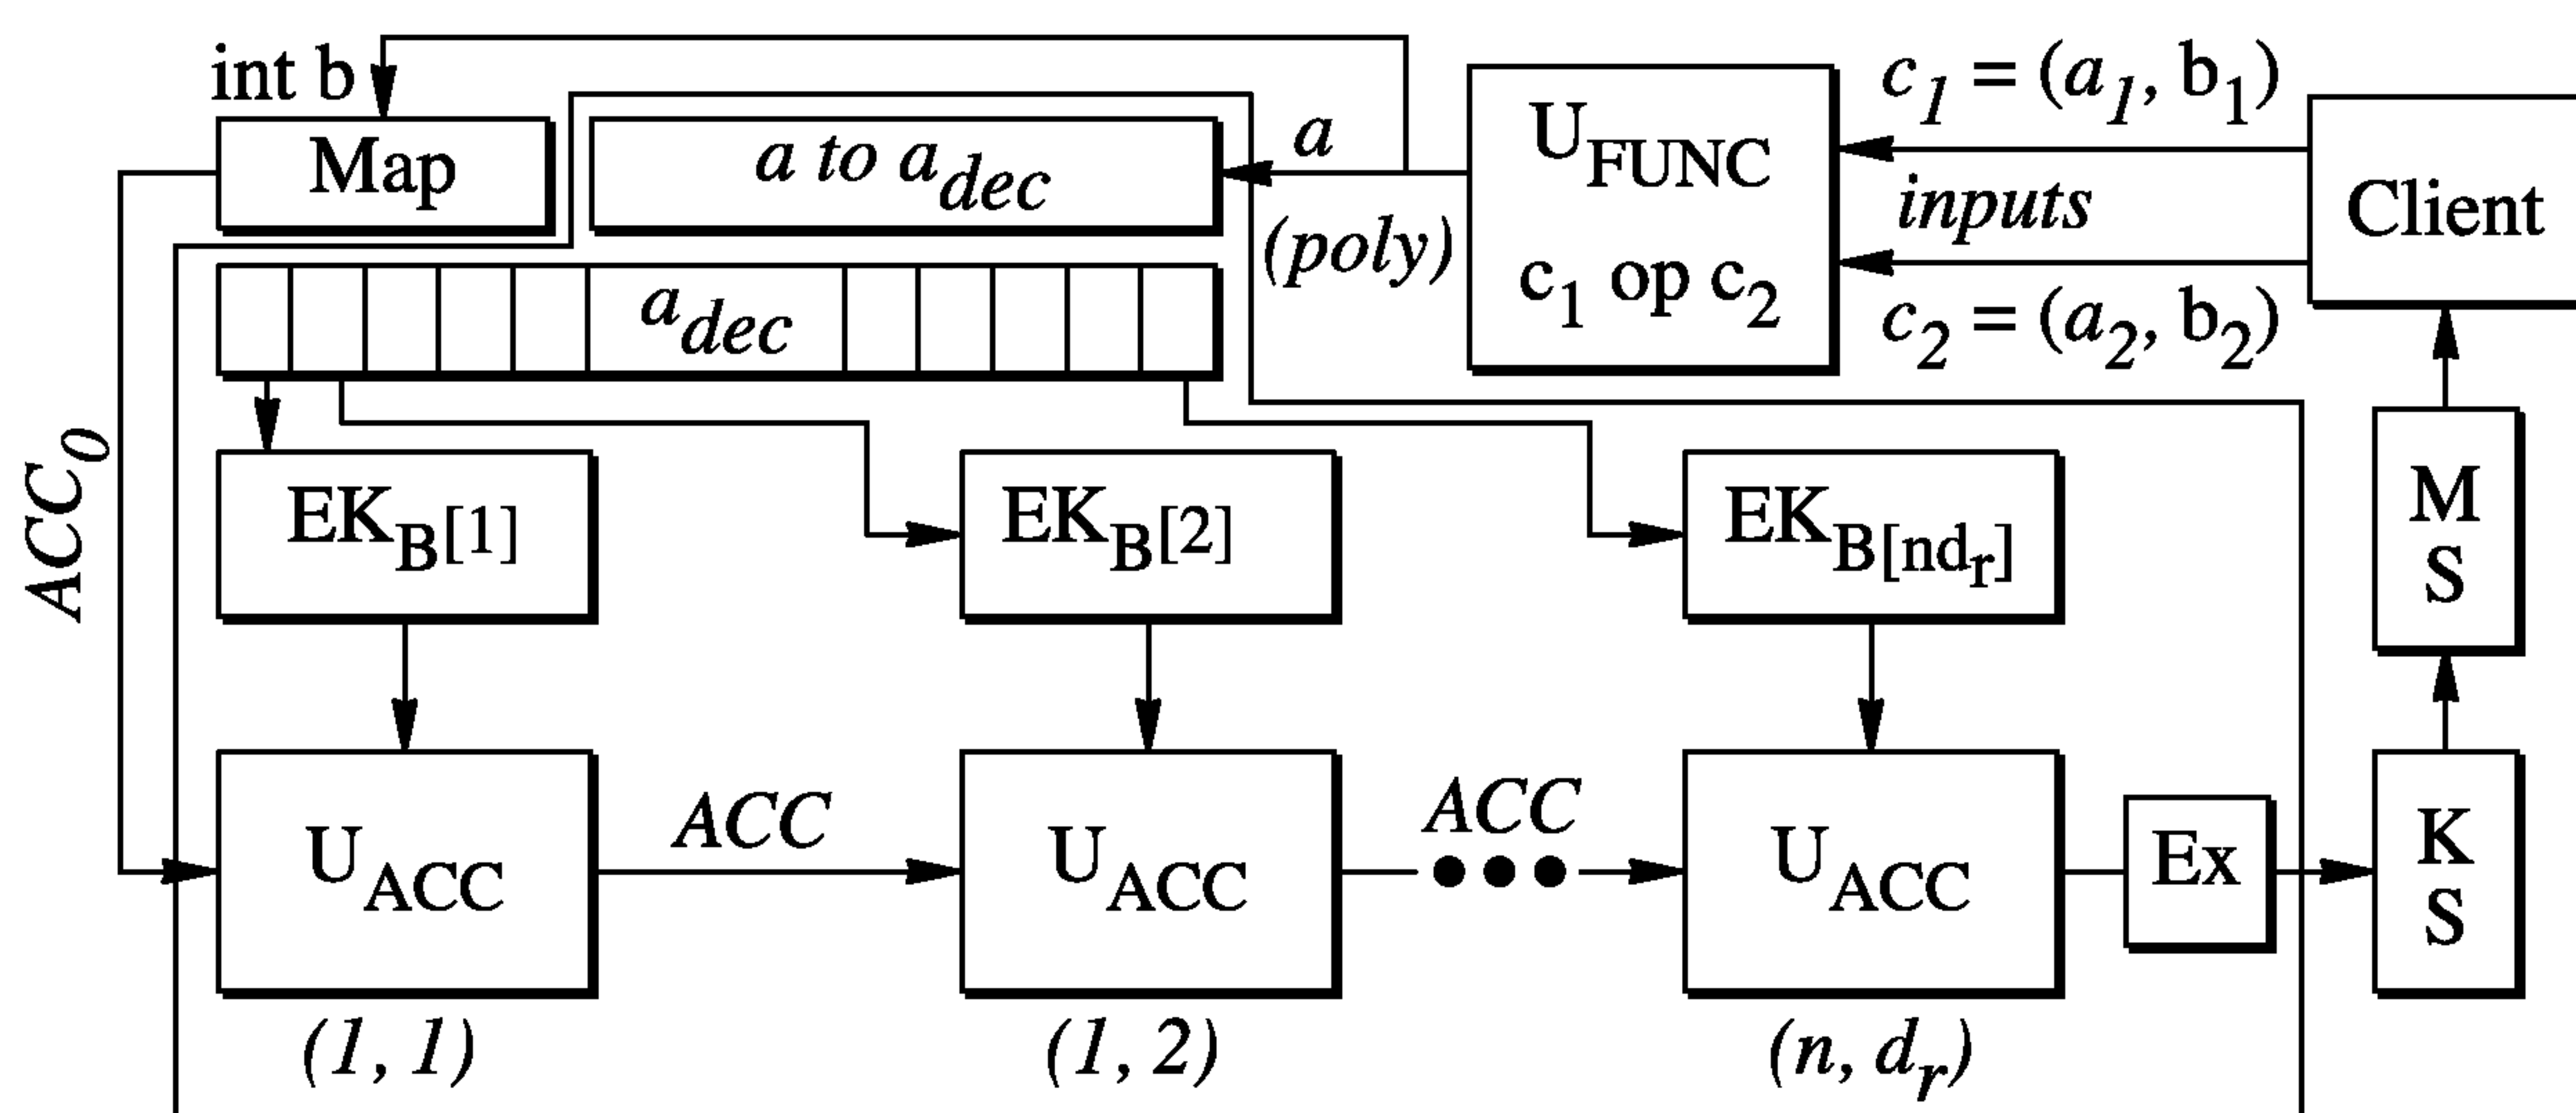 int b
Map
a to a_dec
a
(poly)
U_FUNC
c_1 op c_2
c_1 = (a_1, b_1)
inputs
c_2 = (a_2, b_2)
Client
a_dec
ACC_0
EK_B[1]
EK_B[2]
EK_B[nd_r]
M
S
U_ACC
ACC
U_ACC
ACC
U_ACC
Ex
K
S
(1, 1)
(1, 2)
(n, d_r)